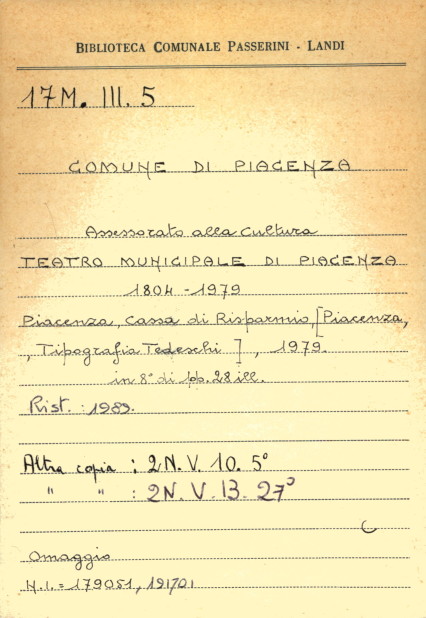 BIBLIOTECA COMUNALE PASSERINI - LANDI
17M. III. 5
COMUNE DI PIACENZA
Assessorato alla Cultura
TEATRO MUNICIPALE DI PIACENZA
1804 - 1979
Piacenza, Cassa di Risparmio, [Piacenza,
, Tipografia Tedeschi ] , 1979.
in 8° di pp. 28 ill.
Rist. : 1989.
Altra copia : 2N. V. 10. 5°
" " : 2N. V. 13. 27°
Omaggio
N.I. = 179051, 191701